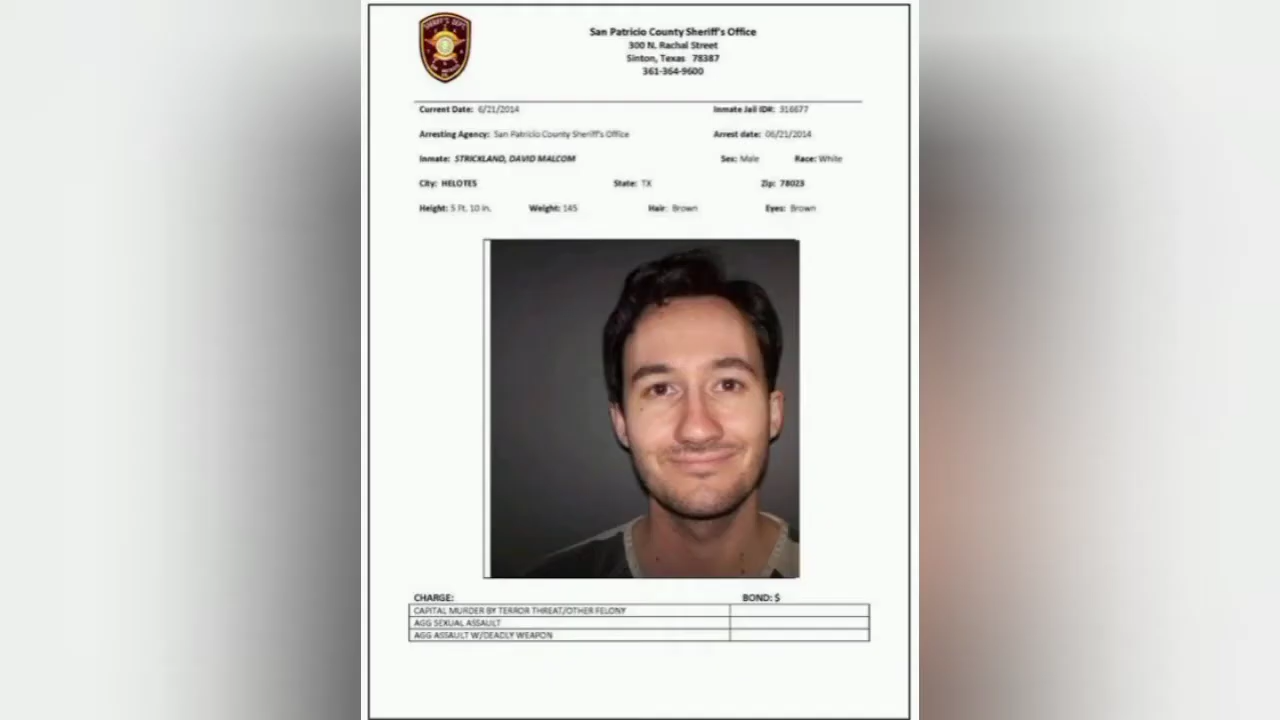 San Patricio County Sheriff's Office
300 N. Rachal Street
Sinton, Texas 78387
361-364-9600
SHERIFF'S DEPT
Current Date: 6/21/2014 Inmate Jail ID#: 316677
Arresting Agency: San Patricio County Sheriff's Office Arrest date: 06/21/2014
Inmate: STRICKLAND, DAVID MALCOM Sex: Male Race: White
City: HELOTES State: TX Zip: 78023
Height: 5 Ft. 10 in. Weight: 145 Hair: Brown Eyes: Brown
CHARGE: BOND: $
CAPITAL MURDER BY TERROR THREAT/OTHER FELONY
AGG SEXUAL ASSAULT
AGG ASSAULT W/DEADLY WEAPON